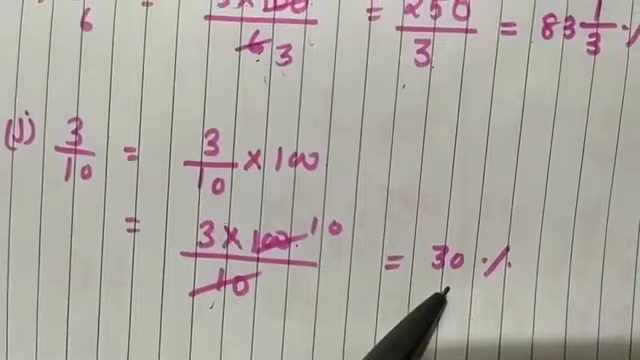 6 = 5 × 100 / 6 3 = 250 / 3 = 83 1/3 %
(J) 3/10 = 3/10 × 100
= 3 × 100 10 / 10 = 30 %